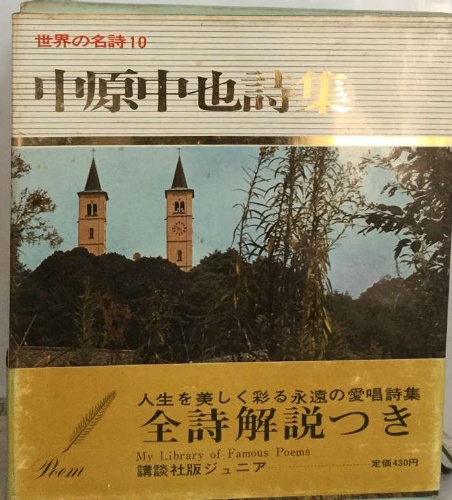 世界の名詩10
中原中也詩集
人生を美しく彩る永遠の愛唱詩集
全詩解説つき
My Library of Famous Poems
Poem
講談社版ジュニア
定価430円